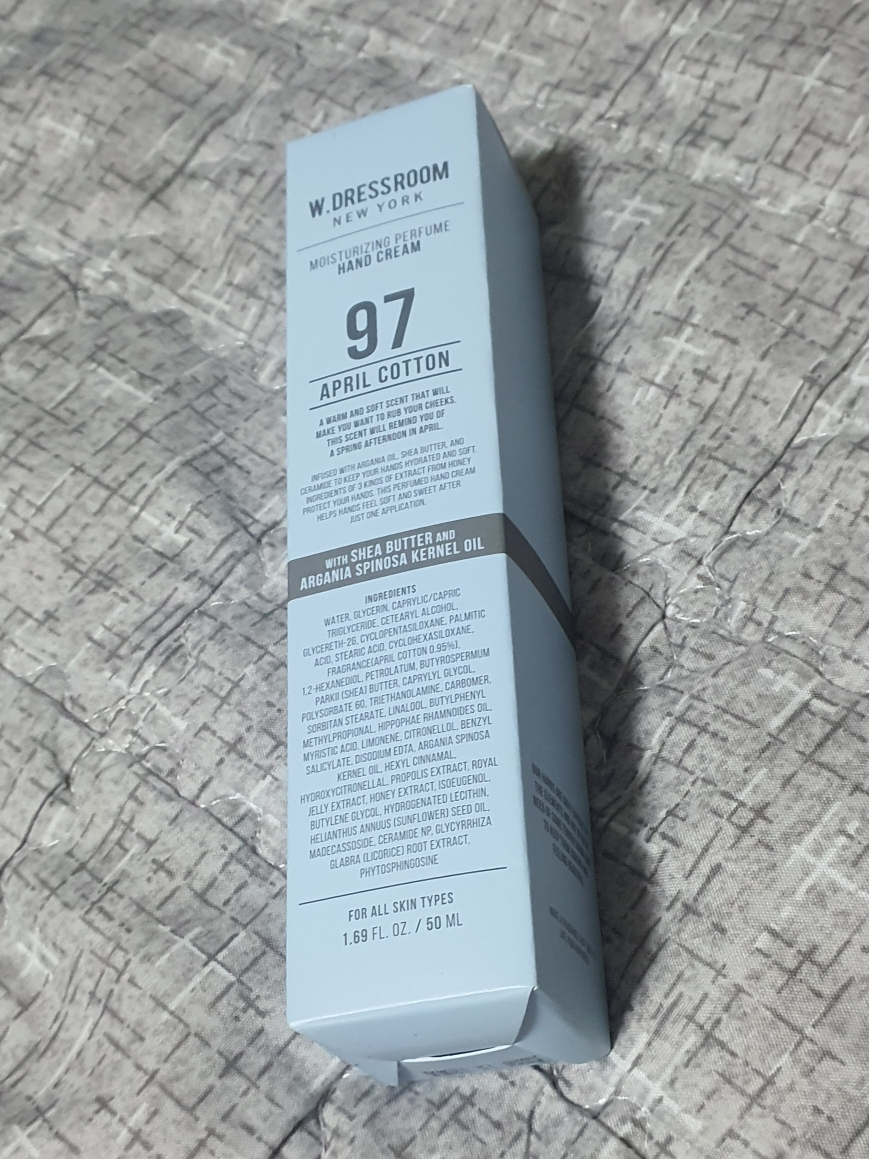 W.DRESSROOM
NEW YORK
MOISTURIZING PERFUME
HAND CREAM
97
APRIL COTTON
A WARM AND SOFT SCENT THAT WILL
MAKE YOU WANT TO RUB YOUR CHEEKS.
THIS SCENT WILL REMIND YOU OF
A SPRING AFTERNOON IN APRIL.
INFUSED WITH ARGANIA OIL, SHEA BUTTER, AND
CERAMIDE TO KEEP YOUR HANDS HYDRATED AND SOFT.
INGREDIENTS OF 3 KINDS OF EXTRACT FROM HONEY
PROTECT YOUR HANDS. THIS PERFUMED HAND CREAM
HELPS HANDS FEEL SOFT AND SWEET AFTER
JUST ONE APPLICATION.
WITH SHEA BUTTER AND
ARGANIA SPINOSA KERNEL OIL
INGREDIENTS
WATER, GLYCERIN, CAPRYLIC/CAPRIC
TRIGLYCERIDE, CETEARYL ALCOHOL,
GLYCERETH-26, CYCLOPENTASILOXANE, PALMITIC
ACID, STEARIC ACID, CYCLOHEXASILOXANE,
FRAGRANCE(APRIL COTTON 0.95%),
1,2-HEXANEDIOL, PETROLATUM, BUTYROSPERMUM
PARKII (SHEA) BUTTER, CAPRYLYL GLYCOL,
POLYSORBATE 60, TRIETHANOLAMINE, CARBOMER,
SORBITAN STEARATE, LINALOOL, BUTYLPHENYL
METHYLPROPIONAL, HIPPOPHAE RHAMNOIDES OIL,
MYRISTIC ACID, LIMONENE, CITRONELLOL, BENZYL
SALICYLATE, DISODIUM EDTA, ARGANIA SPINOSA
KERNEL OIL, HEXYL CINNAMAL,
HYDROXYCITRONELLAL, PROPOLIS EXTRACT, ROYAL
JELLY EXTRACT, HONEY EXTRACT, ISOEUGENOL,
BUTYLENE GLYCOL, HYDROGENATED LECITHIN,
HELIANTHUS ANNUUS (SUNFLOWER) SEED OIL,
MADECASSOSIDE, CERAMIDE NP, GLYCYRRHIZA
GLABRA (LICORICE) ROOT EXTRACT,
PHYTOSPHINGOSINE
FOR ALL SKIN TYPES
1.69 FL. OZ. / 50 ML